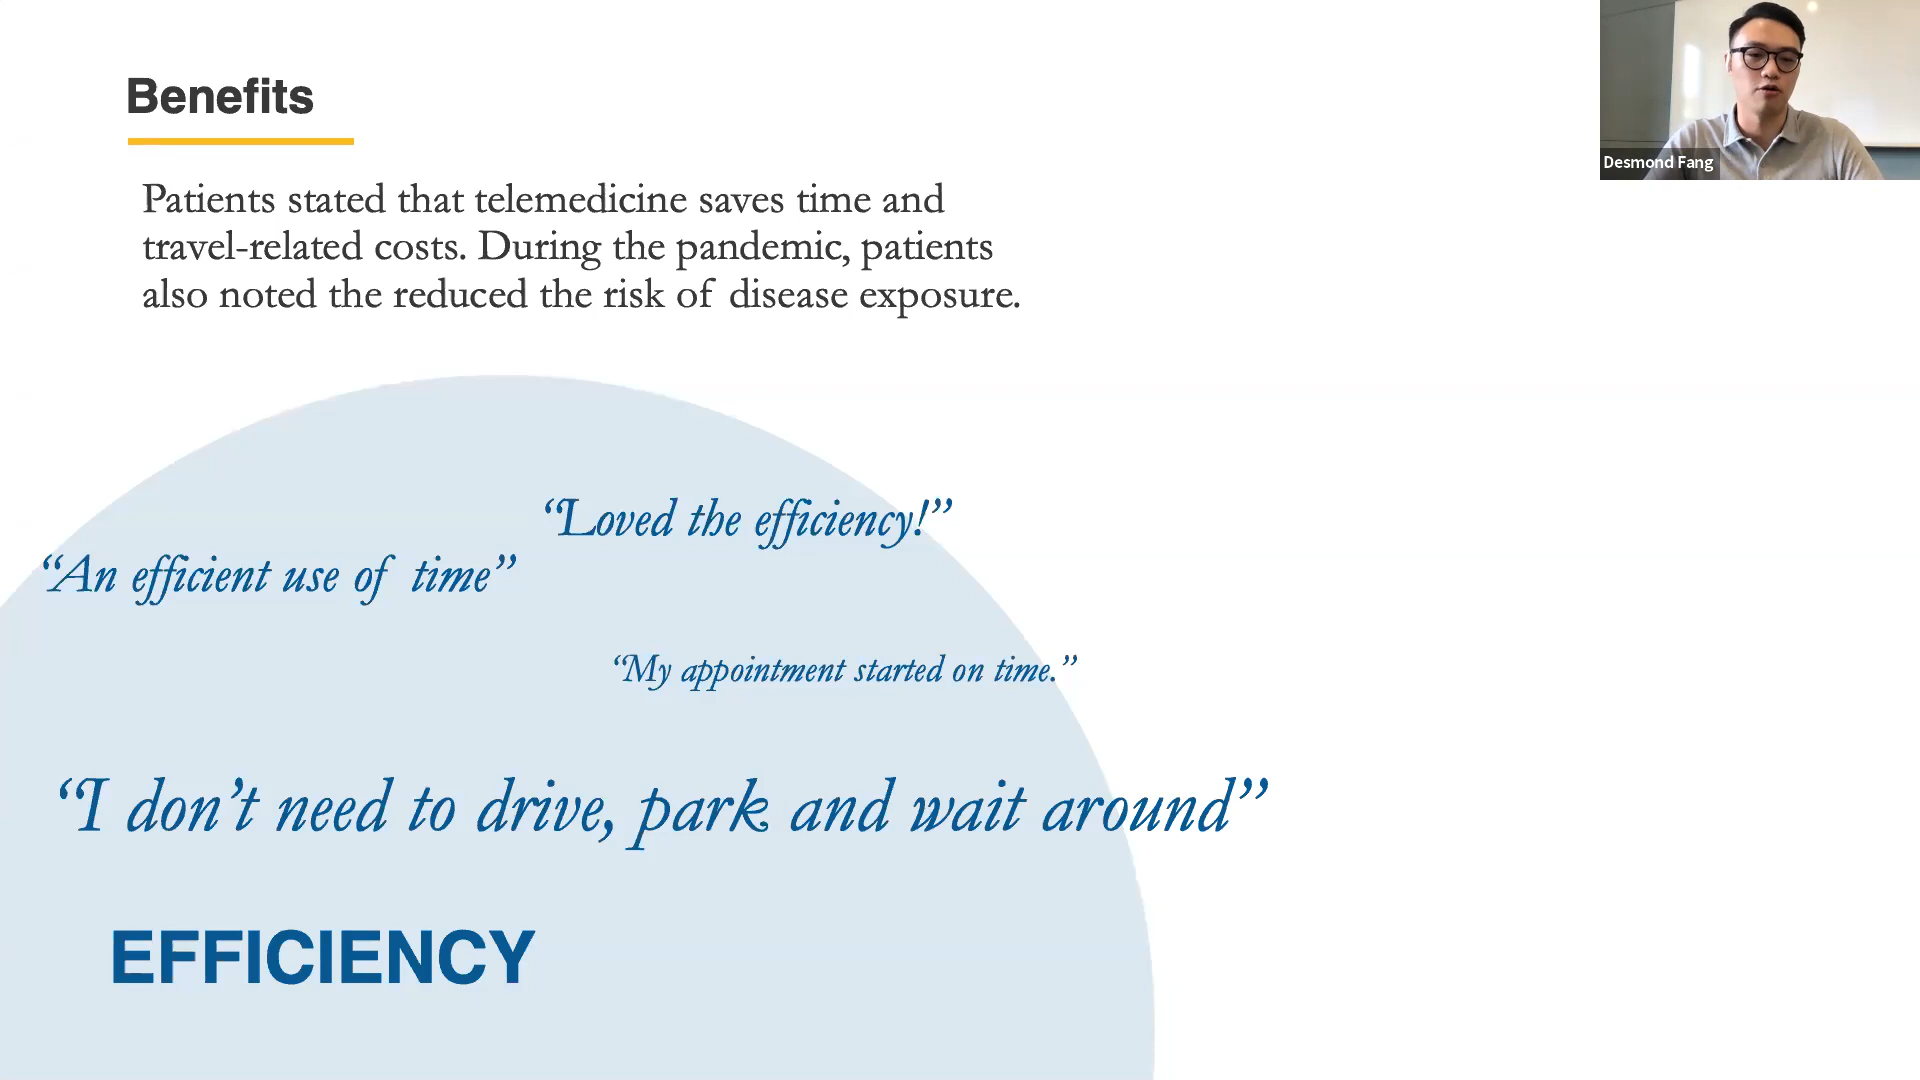 Benefits
Desmond Fang
Patients stated that telemedicine saves time and
travel-related costs. During the pandemic, patients
also noted the reduced the risk of disease exposure.
“Loved the efficiency!”
“An efficient use of time”
“My appointment started on time.”
“I don’t need to drive, park and wait around”
EFFICIENCY